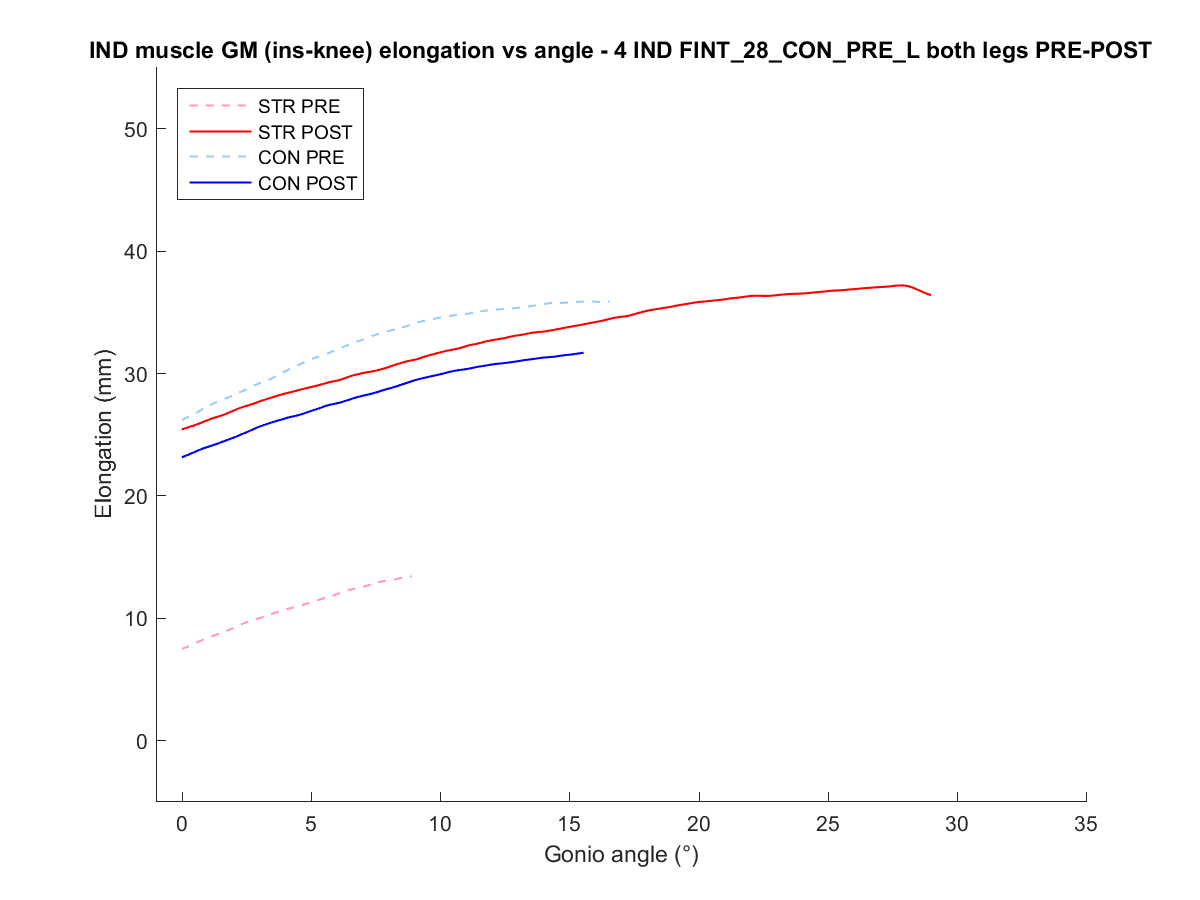 IND muscle GM (ins-knee) elongation vs angle - 4 IND FINT_28_CON_PRE_L both legs PRE-POST
STR PRE
STR POST
CON PRE
CON POST
50
40
30
20
10
0
Elongation (mm)
0 5 10 15 20 25 30 35
Gonio angle (°)